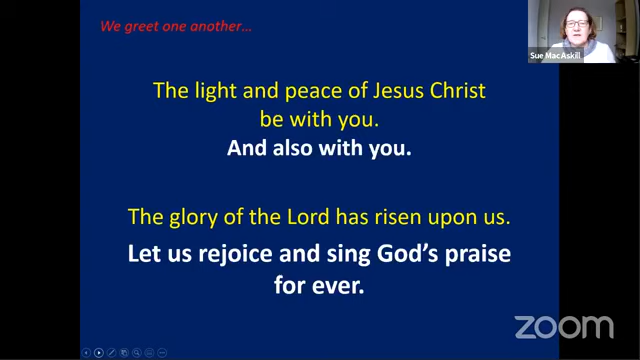 We greet one another...
Sue Mac Askill
The light and peace of Jesus Christ
be with you.
And also with you.
The glory of the Lord has risen upon us.
Let us rejoice and sing God's praise
for ever.
zoom